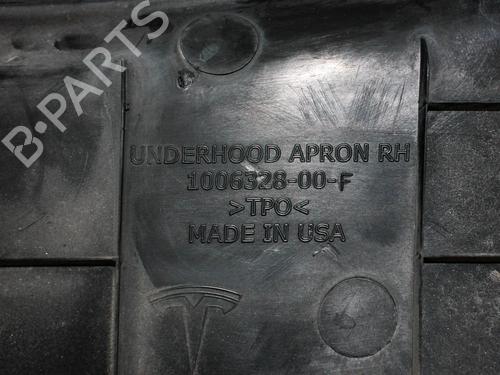 B-PARTS
UNDERHOOD APRON RH
1006328-00-F
>TPO<
MADE IN USA